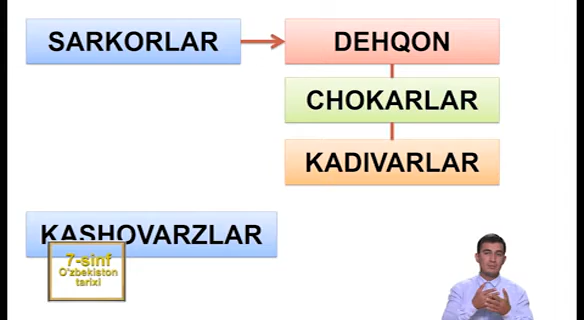 SARKORLAR
DEHQON
CHOKARLAR
KADIVARLAR
KASHOVARZLAR
7-sinf
O'zbekiston
tarixi